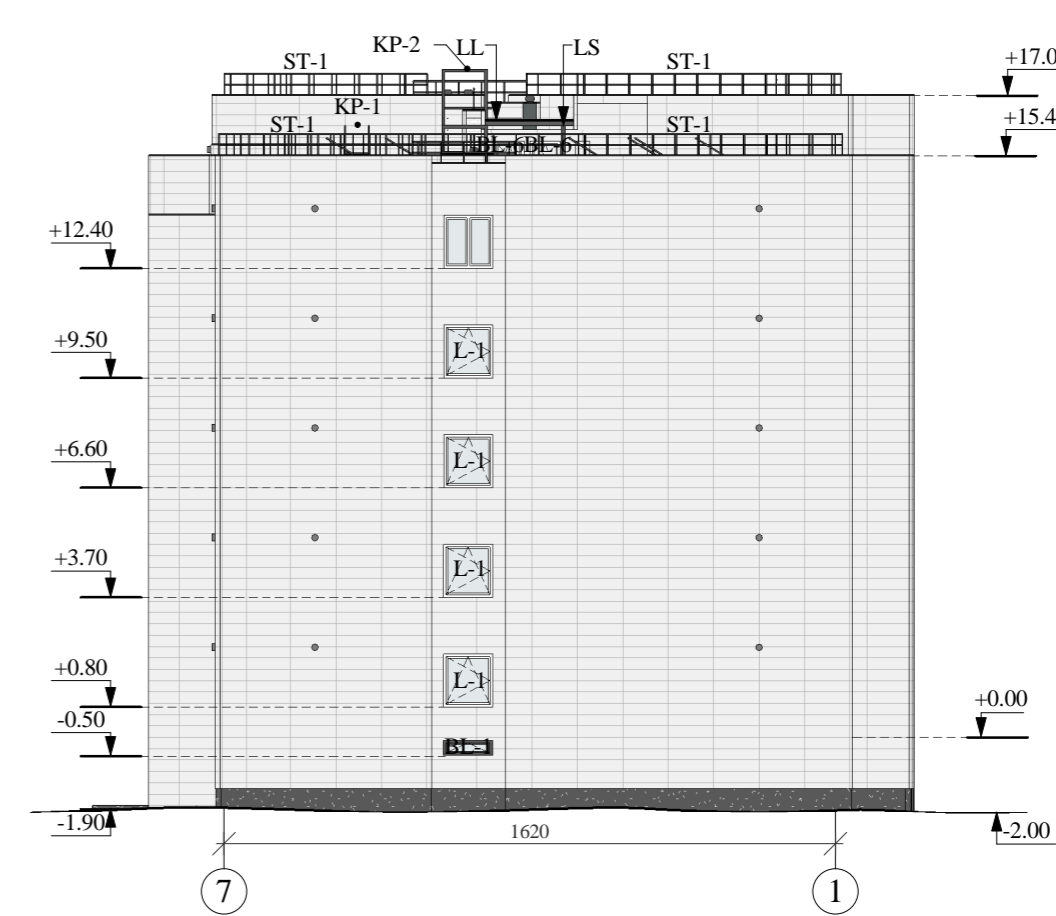 KP-2 LL LS
ST-1 ST-1
+17.0
KP-1
ST-1 ST-1
+15.4
BL-6 BL-6
+12.40
+9.50
L-1
+6.60
L-1
+3.70
L-1
+0.80
L-1
-0.50
BL-1
+0.00
-1.90
-2.00
1620
7 1